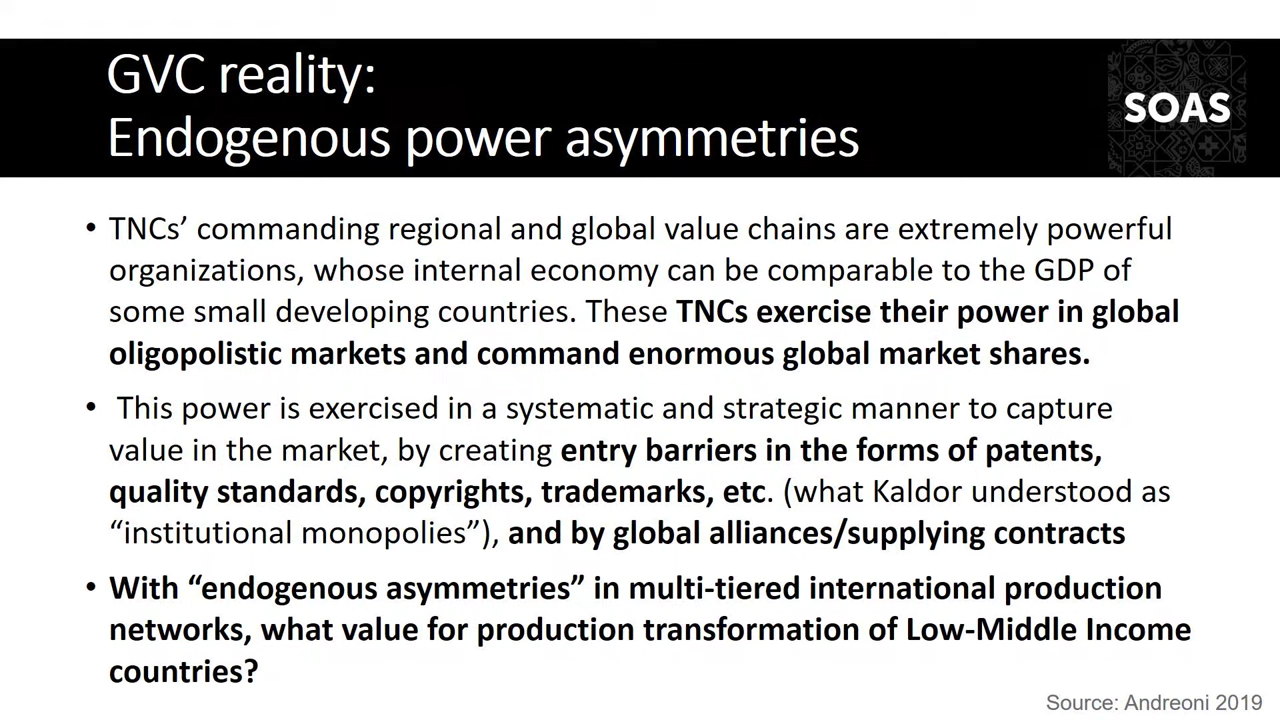 GVC reality:
Endogenous power asymmetries
SOAS
• TNCs’ commanding regional and global value chains are extremely powerful
organizations, whose internal economy can be comparable to the GDP of
some small developing countries. These TNCs exercise their power in global
oligopolistic markets and command enormous global market shares.
• This power is exercised in a systematic and strategic manner to capture
value in the market, by creating entry barriers in the forms of patents,
quality standards, copyrights, trademarks, etc. (what Kaldor understood as
“institutional monopolies”), and by global alliances/supplying contracts
• With “endogenous asymmetries” in multi-tiered international production
networks, what value for production transformation of Low-Middle Income
countries?
Source: Andreoni 2019